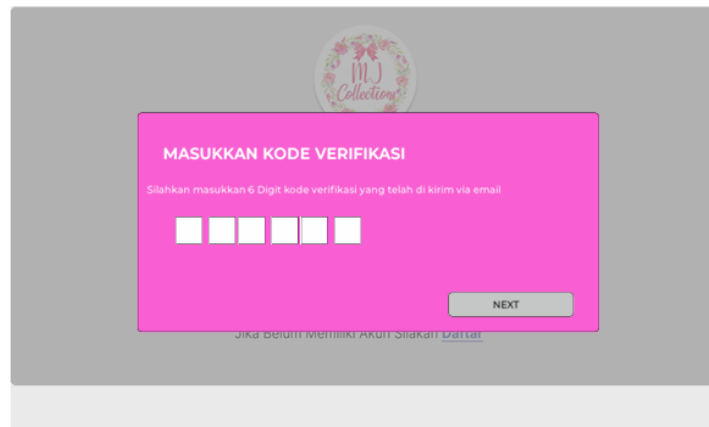 MJ
Collections
MASUKKAN KODE VERIFIKASI
Silahkan masukkan 6 Digit kode verifikasi yang telah di kirim via email
NEXT
Jika Belum Memiliki Akun Silakan Daftar